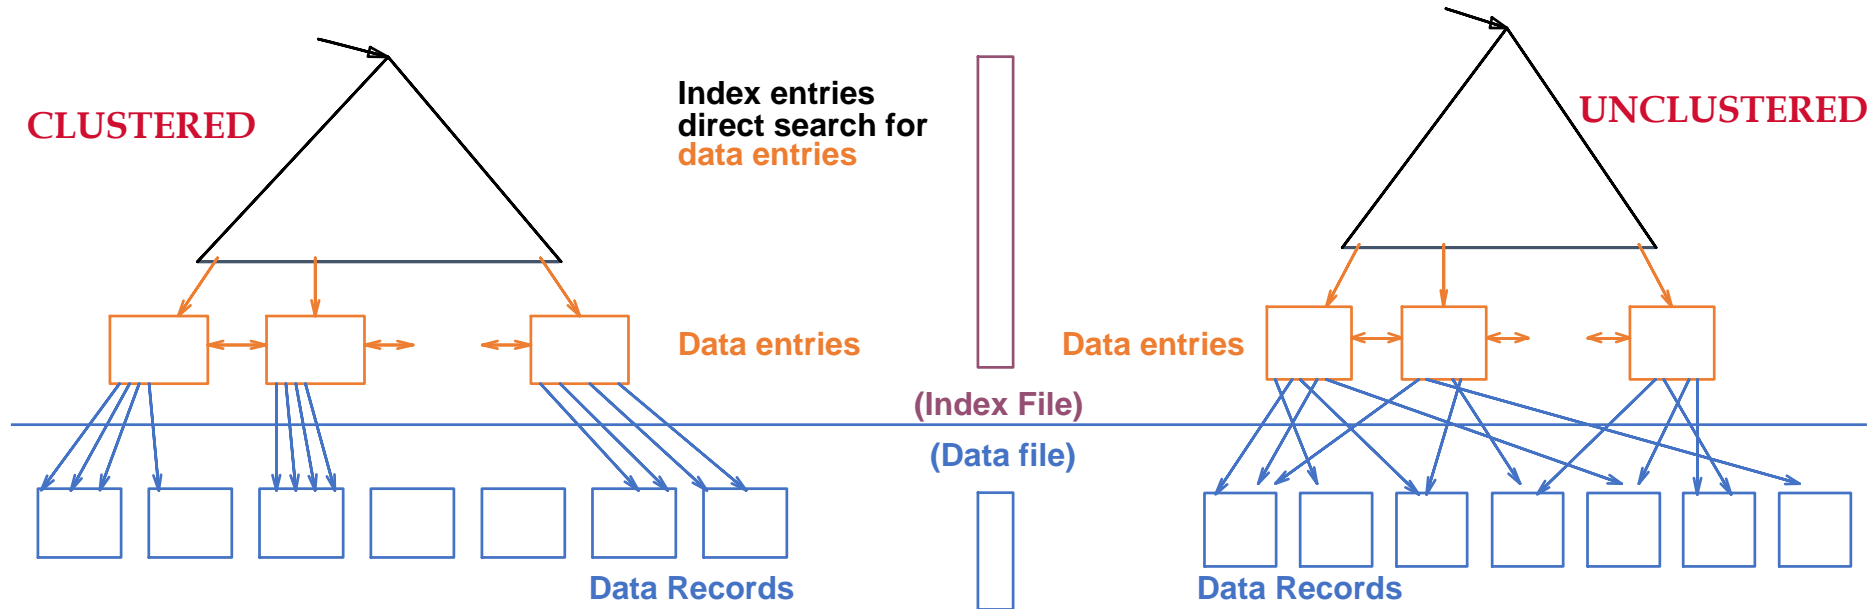 CLUSTERED
Index entries
direct search for
data entries
UNCLUSTERED
Data entries
Data entries
(Index File)
(Data file)
Data Records
Data Records